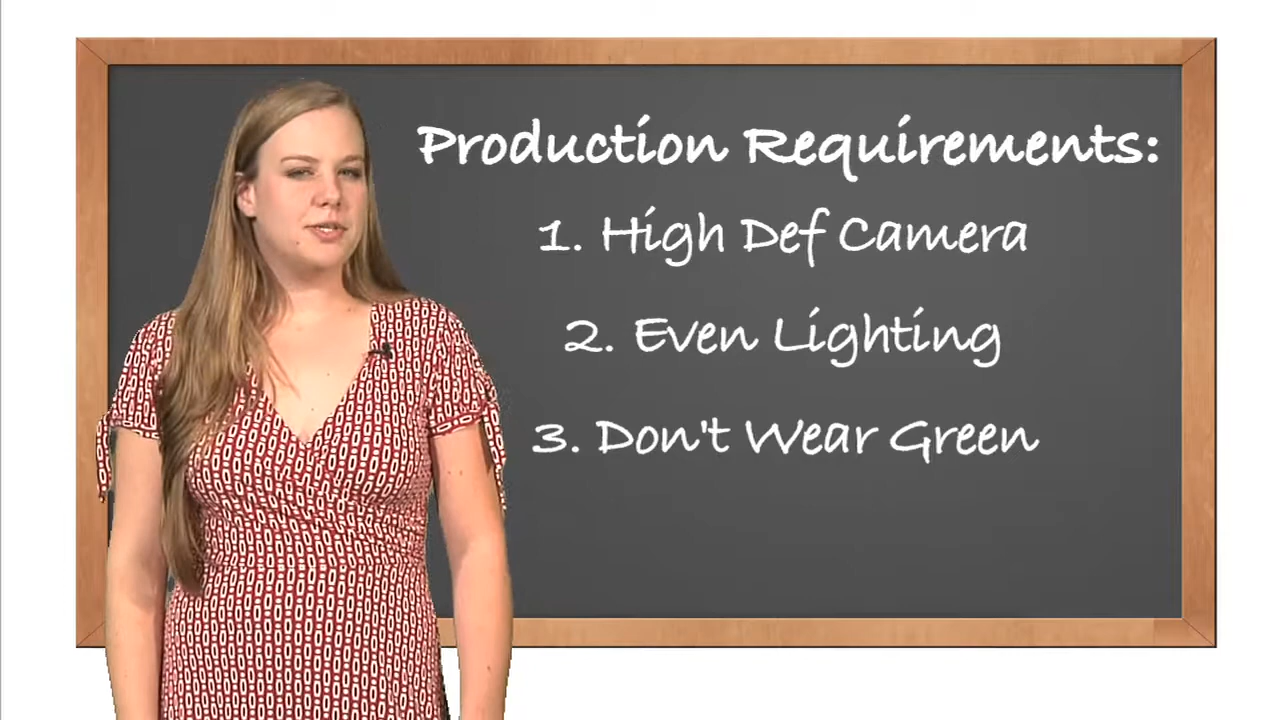 Production Requirements:
1. High Def Camera
2. Even Lighting
3. Don't Wear Green